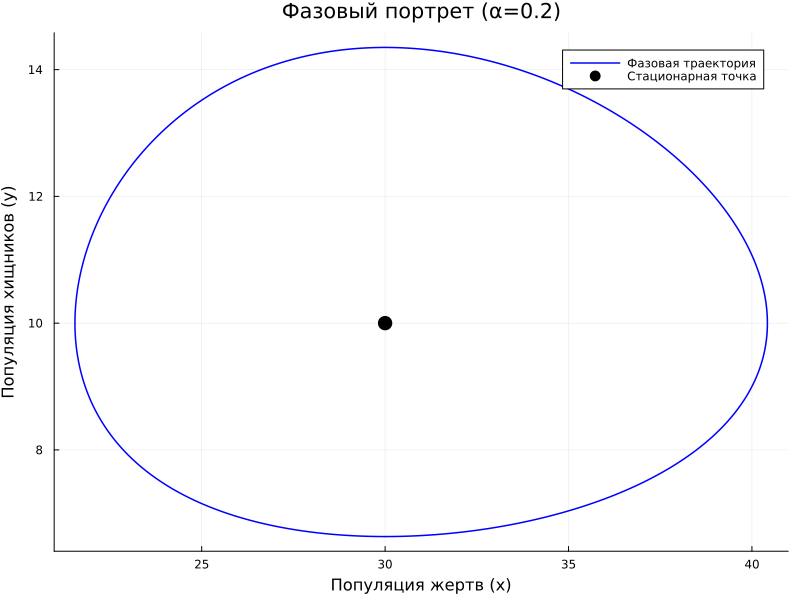 Фазовый портрет (α=0.2)
Фазовая траектория
Стационарная точка
14
12
10
8
Популяция хищников (y)
25
30
35
40
Популяция жертв (x)